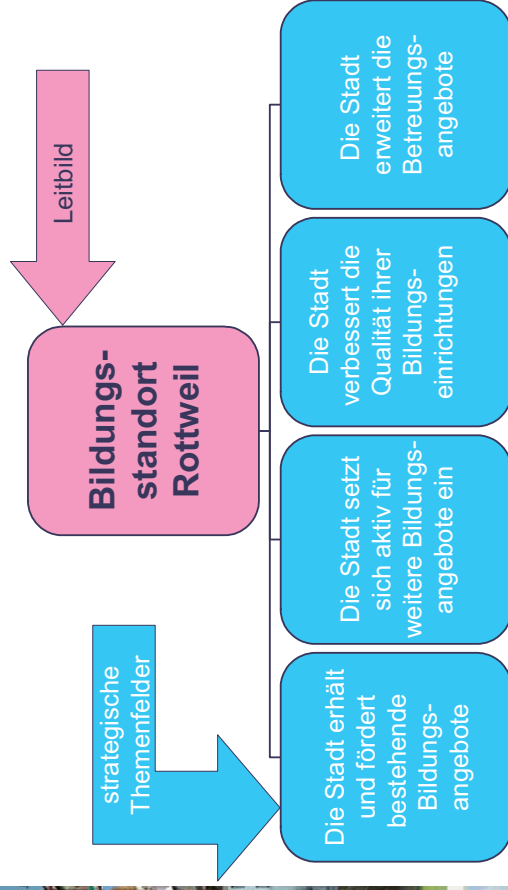 Leitbild
Bildungs-
standort
Rottweil
strategische
Themenfelder
Die Stadt erhält
und fördert
bestehende
Bildungs-
angebote
Die Stadt setzt
sich aktiv für
weitere Bildungs-
angebote ein
Die Stadt
verbessert die
Qualität ihrer
Bildungs-
einrichtungen
Die Stadt
erweitert die
Betreuungs-
angebote